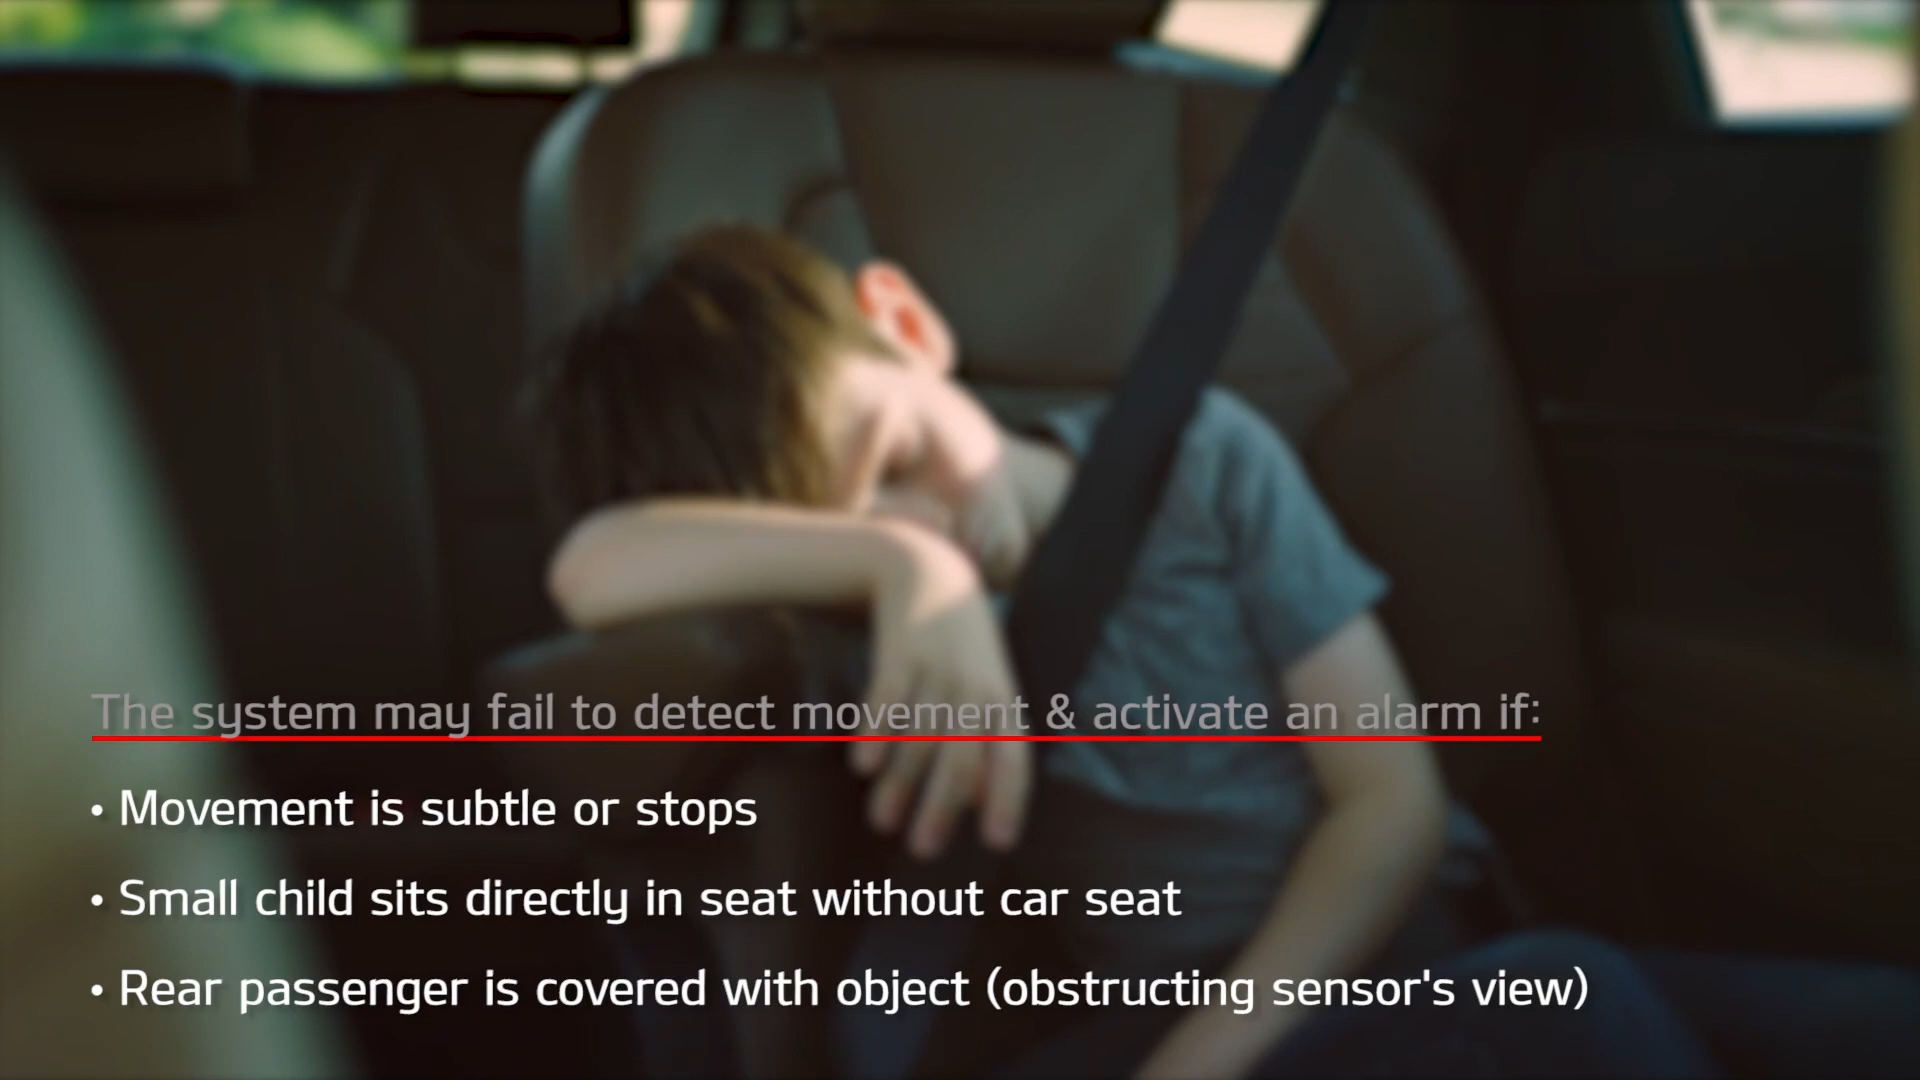 The system may fail to detect movement & activate an alarm if:
• Movement is subtle or stops
• Small child sits directly in seat without car seat
• Rear passenger is covered with object (obstructing sensor's view)